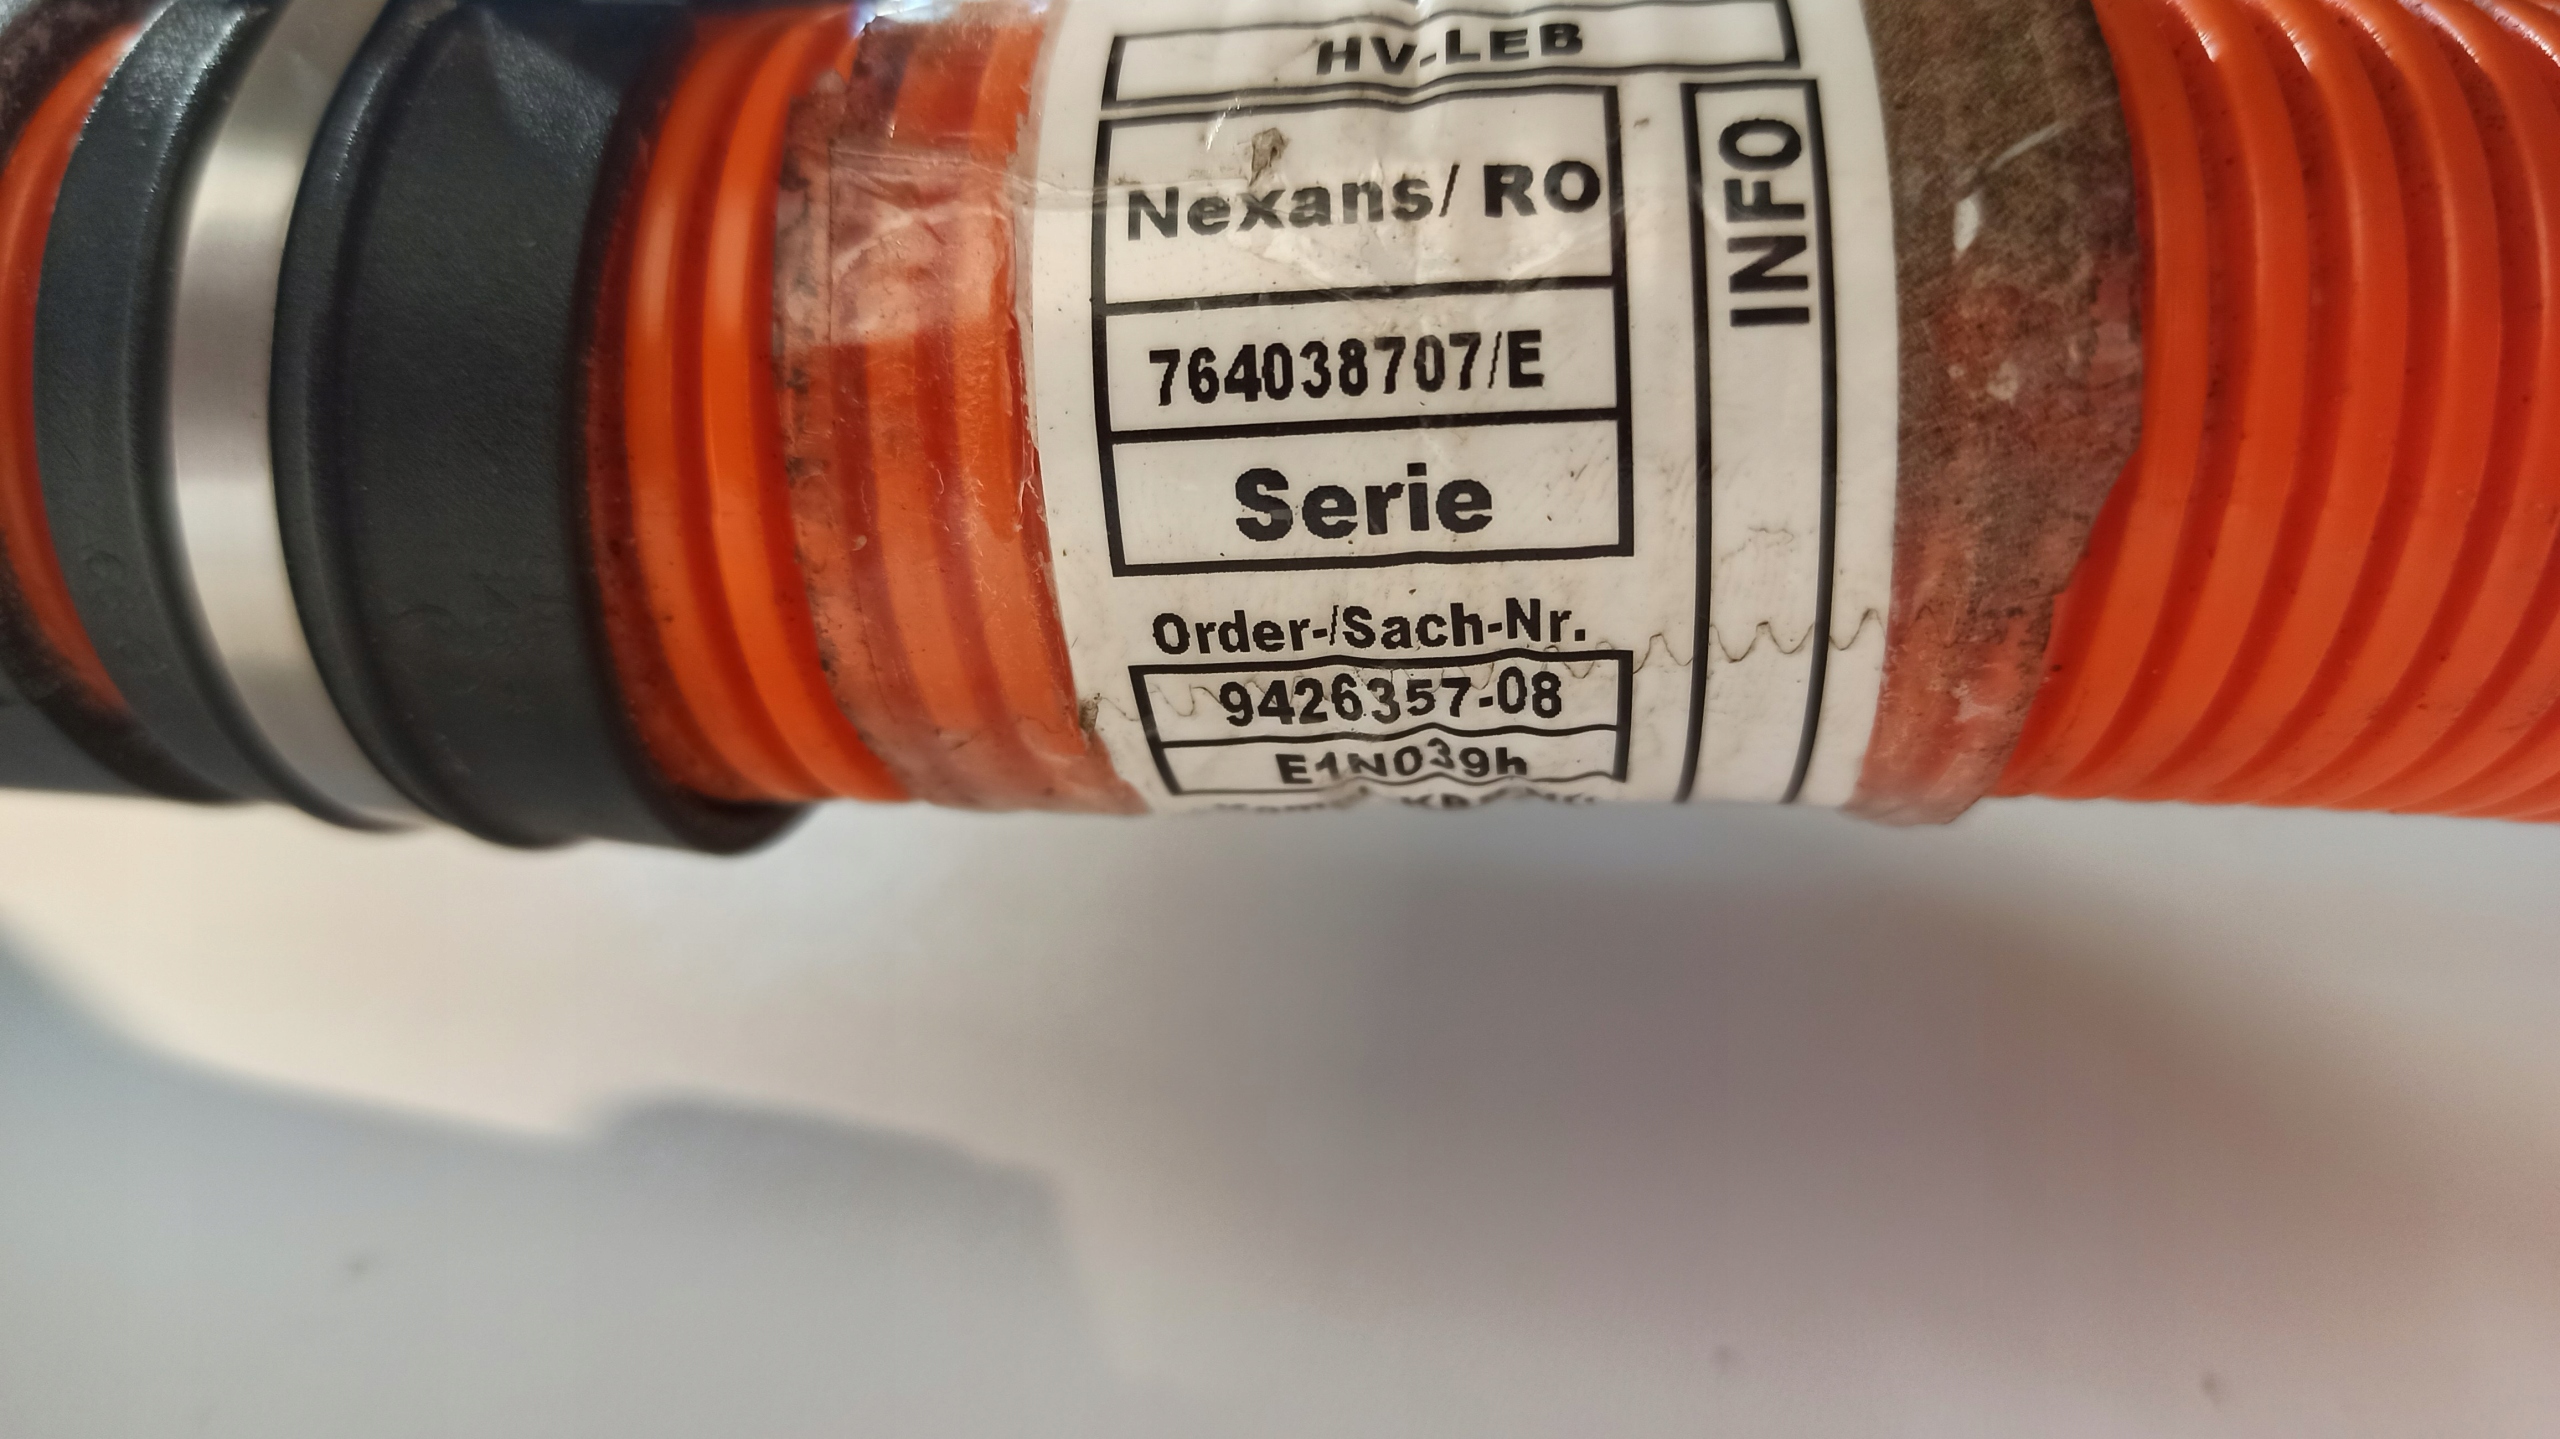 HV-LEB
Nexans/ RO
764038707/E
Serie
INFO
Order-/Sach-Nr.
9426357-08
E1N039h